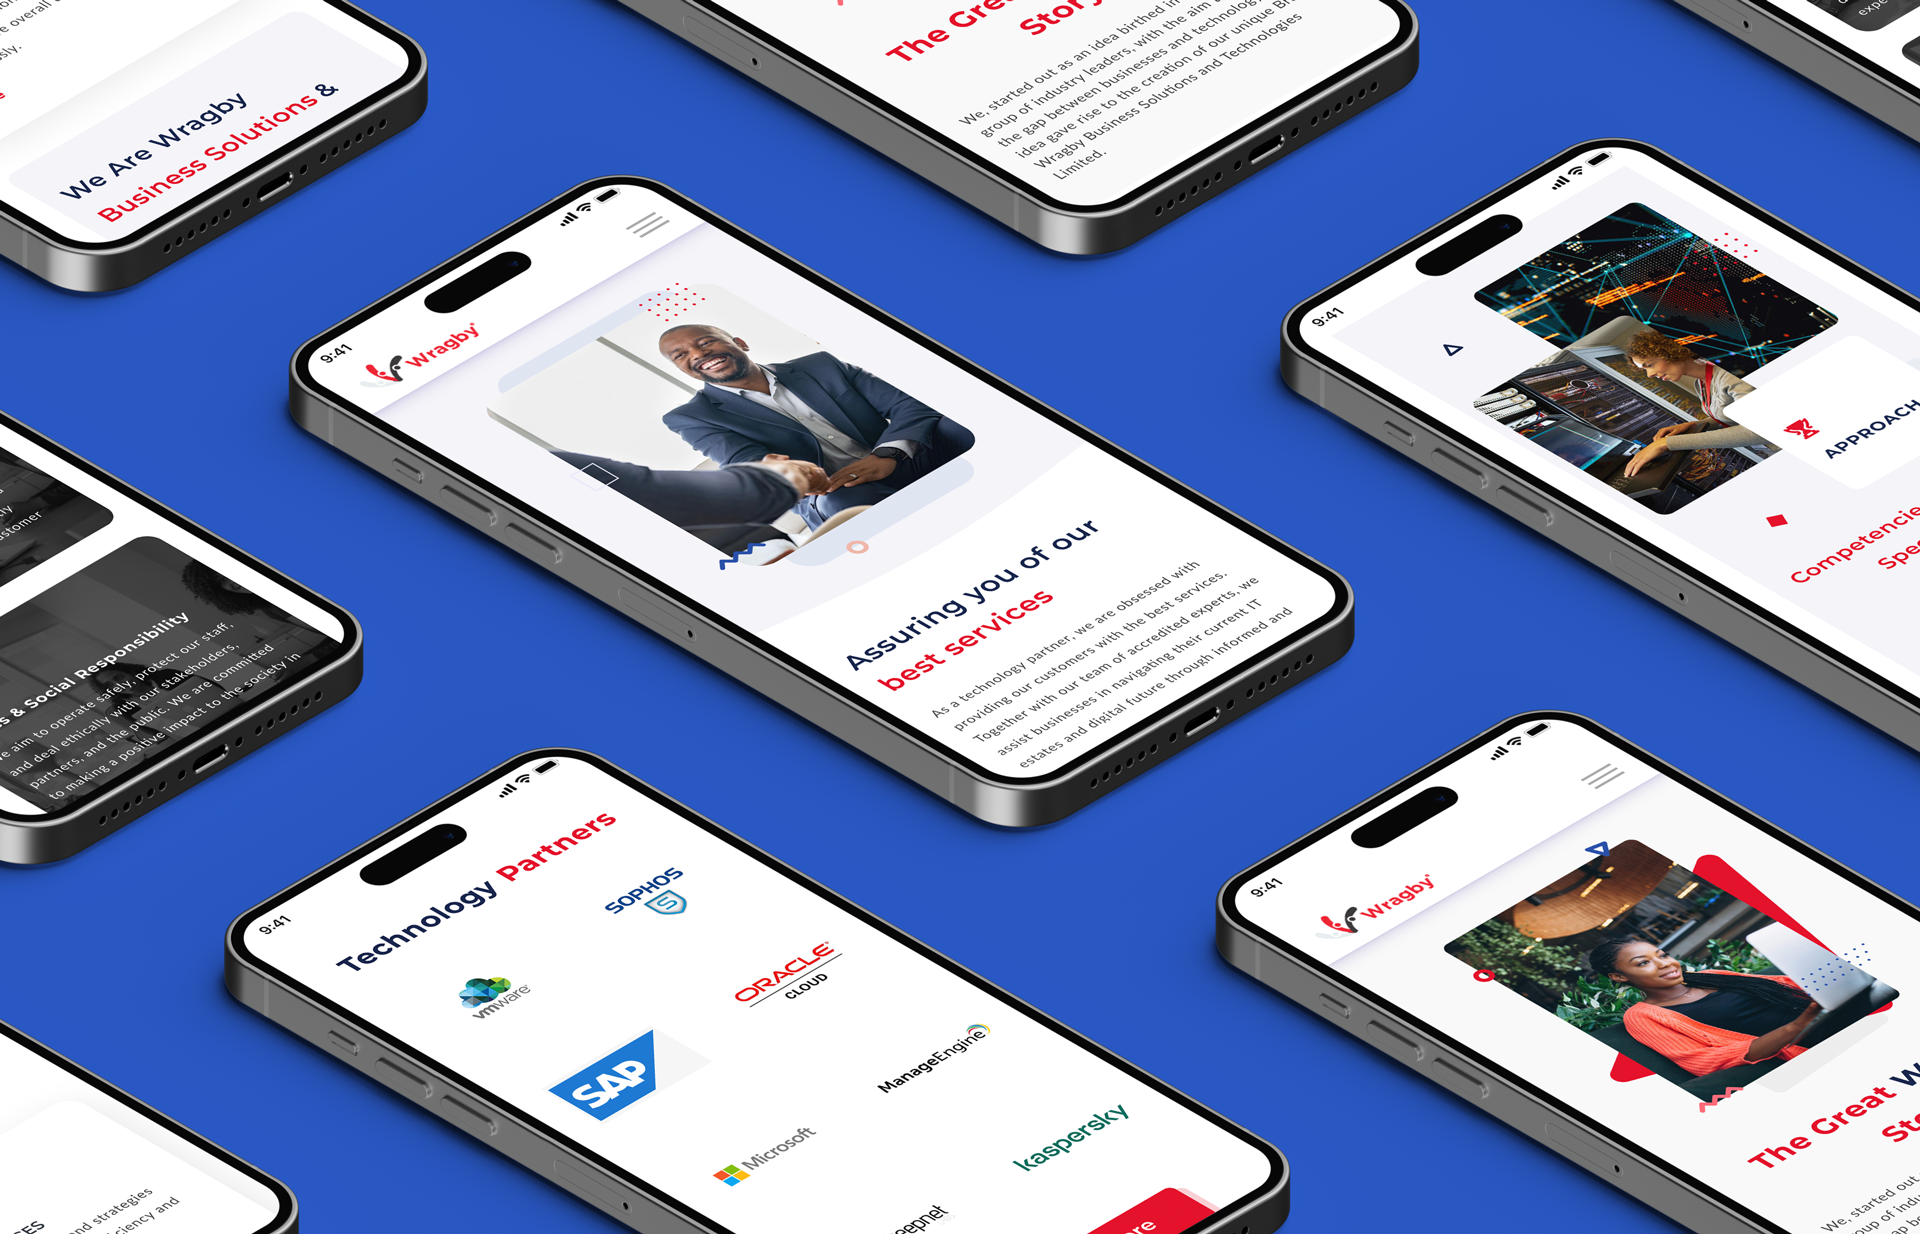 e overall
sly.
We Are Wragby
Business Solutions &
The Grea
Story
We, started out as an idea birthed in
group of industry leaders, with the aim
the gap between businesses and technology,
idea gave rise to the creation of our unique Br
Wragby Business Solutions and Technologies
Limited.
expe
9:41
Wragby
Assuring you of our
best services
As a technology partner, we are obsessed with
providing our customers with the best services.
Together with our team of accredited experts, we
assist businesses in navigating their current IT
estates and digital future through informed and
9:41
APPROACH
Competencie
Spec
stomer
s & Social Responsibility
e aim to operate safely, protect our staff,
and deal ethically with our stakeholders,
partners, and the public. We are committed
to making a positive impact to the society in
9:41
Technology Partners
SOPHOS
vmware
ORACLE
CLOUD
SAP
ManageEngine
Microsoft
kaspersky
eepnet
re
9:41
Wragby
The Great W
Sto
We, started out
oup of indu
ap be
CES
nd strategies
ciency and